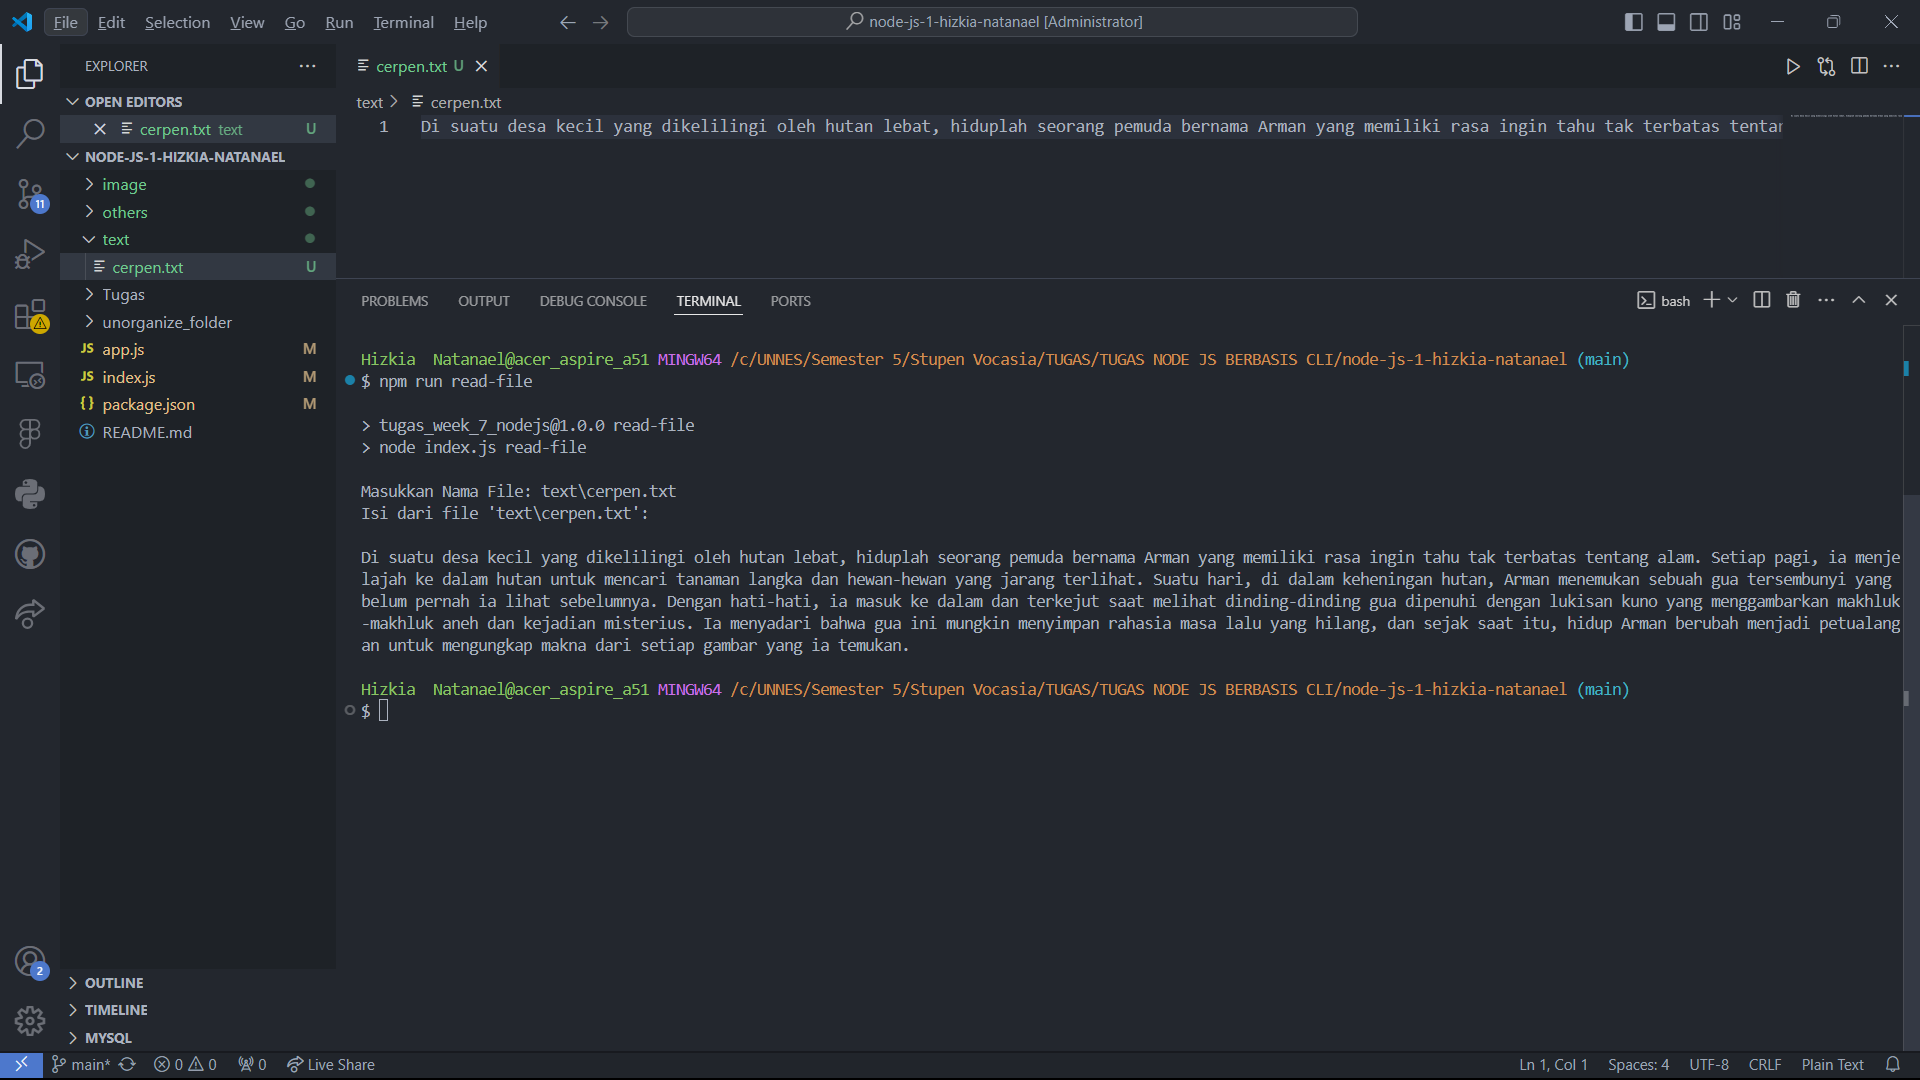 File Edit Selection View Go Run Terminal Help
node-js-1-hizkia-natanael [Administrator]
EXPLORER
OPEN EDITORS
cerpen.txt text U
NODE-JS-1-HIZKIA-NATANAEL
image
others
text
cerpen.txt U
Tugas
unorganize_folder
JS app.js M
JS index.js M
{} package.json M
README.md
OUTLINE
TIMELINE
MYSQL
11
2
cerpen.txt U
text > cerpen.txt
1 Di suatu desa kecil yang dikelilingi oleh hutan lebat, hiduplah seorang pemuda bernama Arman yang memiliki rasa ingin tahu tak terbatas tentan
PROBLEMS OUTPUT DEBUG CONSOLE TERMINAL PORTS
bash
Hizkia  Natanael@acer_aspire_a51 MINGW64 /c/UNNES/Semester 5/Stupen Vocasia/TUGAS/TUGAS NODE JS BERBASIS CLI/node-js-1-hizkia-natanael (main)
$ npm run read-file
> tugas_week_7_nodejs@1.0.0 read-file
> node index.js read-file
Masukkan Nama File: text\cerpen.txt
Isi dari file 'text\cerpen.txt':
Di suatu desa kecil yang dikelilingi oleh hutan lebat, hiduplah seorang pemuda bernama Arman yang memiliki rasa ingin tahu tak terbatas tentang alam. Setiap pagi, ia menje
lajah ke dalam hutan untuk mencari tanaman langka dan hewan-hewan yang jarang terlihat. Suatu hari, di dalam keheningan hutan, Arman menemukan sebuah gua tersembunyi yang
belum pernah ia lihat sebelumnya. Dengan hati-hati, ia masuk ke dalam dan terkejut saat melihat dinding-dinding gua dipenuhi dengan lukisan kuno yang menggambarkan makhluk
-makhluk aneh dan kejadian misterius. Ia menyadari bahwa gua ini mungkin menyimpan rahasia masa lalu yang hilang, dan sejak saat itu, hidup Arman berubah menjadi petualang
an untuk mengungkap makna dari setiap gambar yang ia temukan.
Hizkia  Natanael@acer_aspire_a51 MINGW64 /c/UNNES/Semester 5/Stupen Vocasia/TUGAS/TUGAS NODE JS BERBASIS CLI/node-js-1-hizkia-natanael (main)
$
main* 0 0 0 Live Share
Ln 1, Col 1 Spaces: 4 UTF-8 CRLF Plain Text